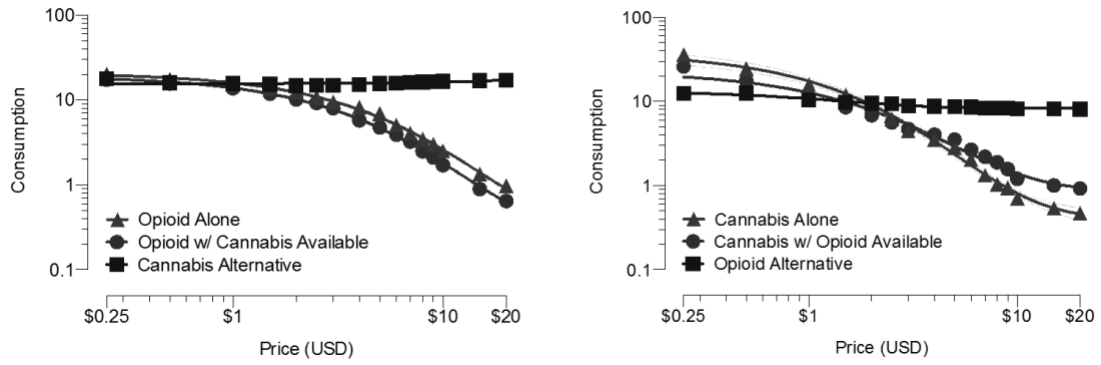 100
10
1
0.1
Consumption
Opioid Alone
Opioid w/ Cannabis Available
Cannabis Alternative
$0.25
$1
$10
$20
Price (USD)
100
10
1
0.1
Consumption
Cannabis Alone
Cannabis w/ Opioid Available
Opioid Alternative
$0.25
$1
$10
$20
Price (USD)